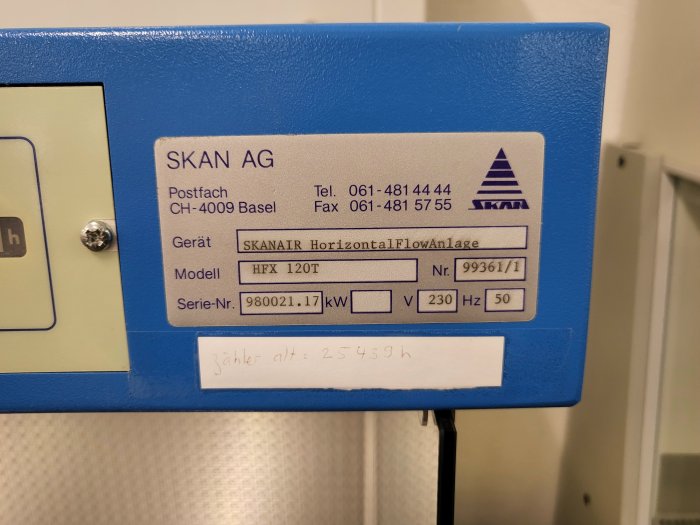 SKAN AG
Postfach Tel. 061-481 44 44
CH-4009 Basel Fax 061-481 57 55
SKAN
Gerät SKANAIR HorizontalFlowAnlage
Modell HFX 120T Nr. 99361/1
Serie-Nr. 980021.17 kW V 230 Hz 50
h
zähler alt: 25459h